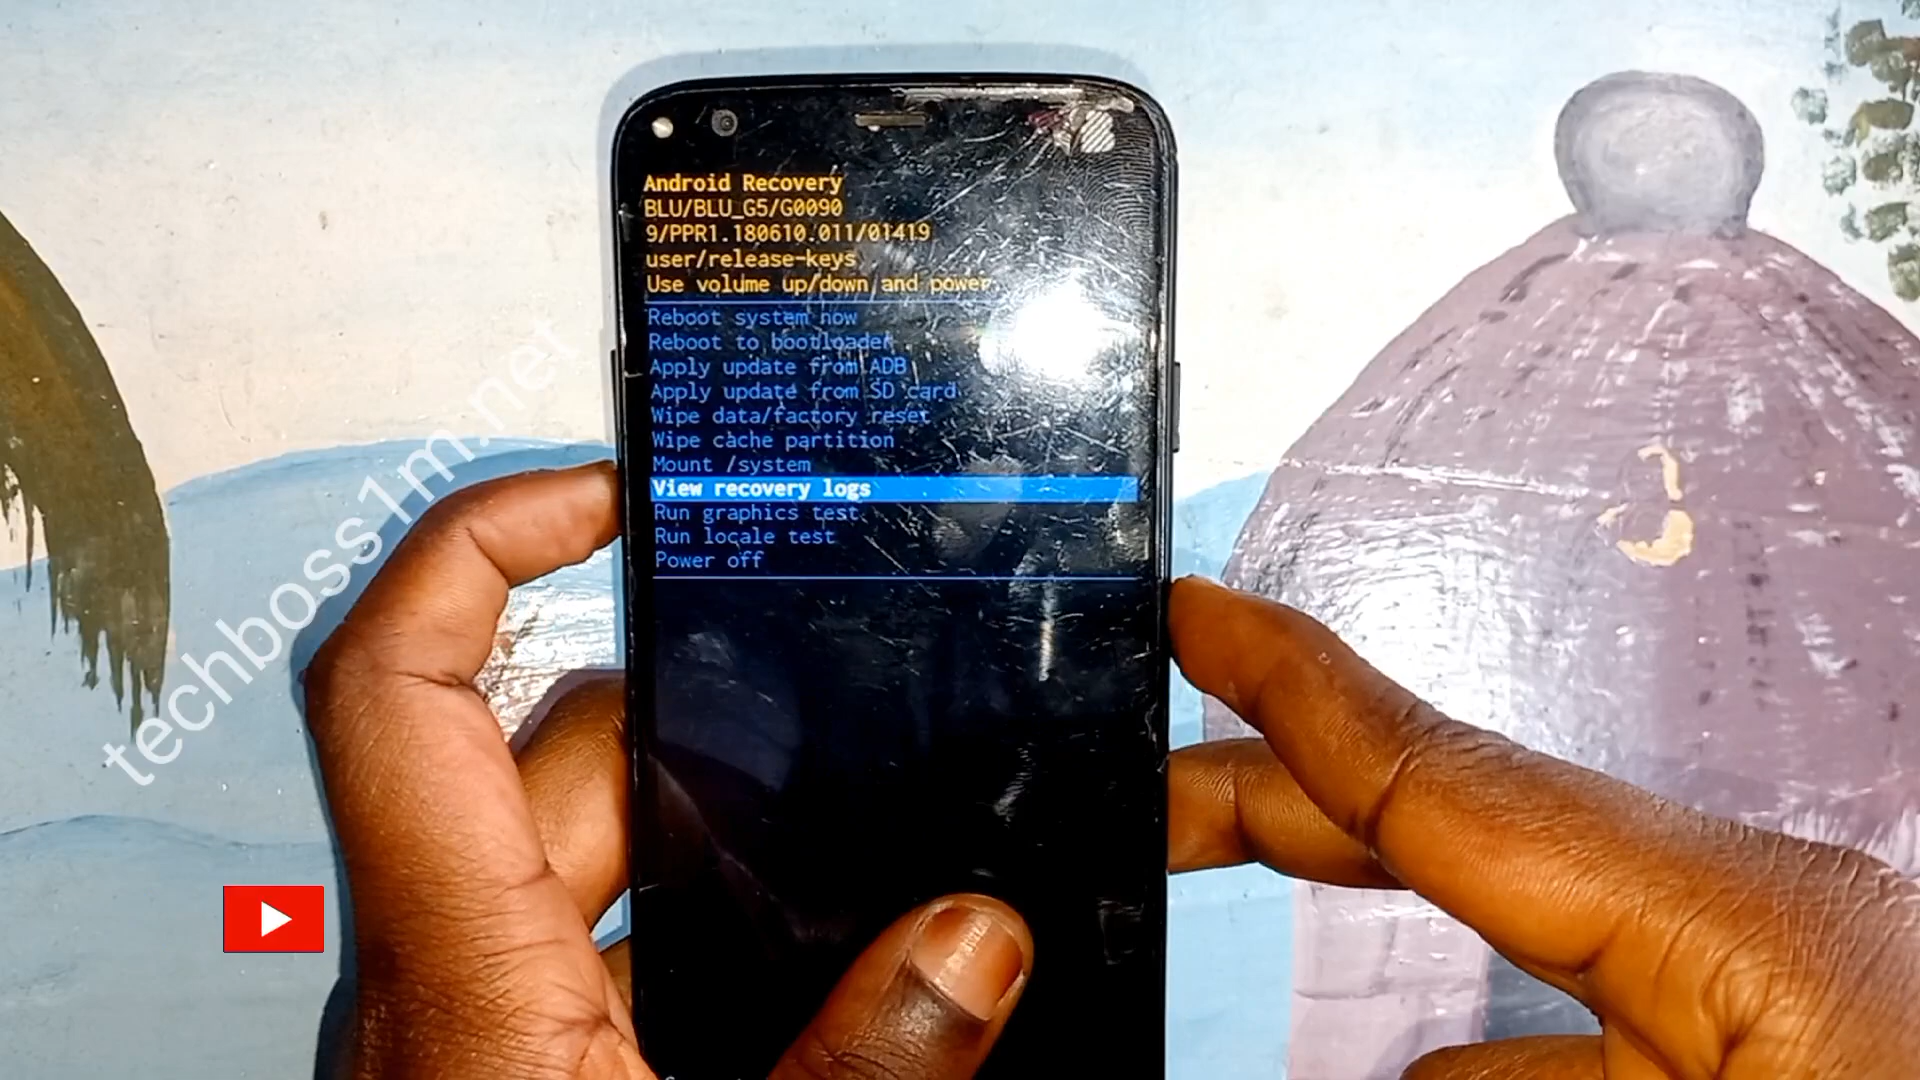 Android Recovery
BLU/BLU_G5/G0090
9/PPR1.180610.011/01419
user/release-keys
Use volume up/down and power.
Reboot system now
Reboot to bootloader
Apply update from ADB
Apply update from SD card
Wipe data/factory reset
Wipe cache partition
Mount /system
View recovery logs
Run graphics test
Run locale test
Power off
techboss1m.net